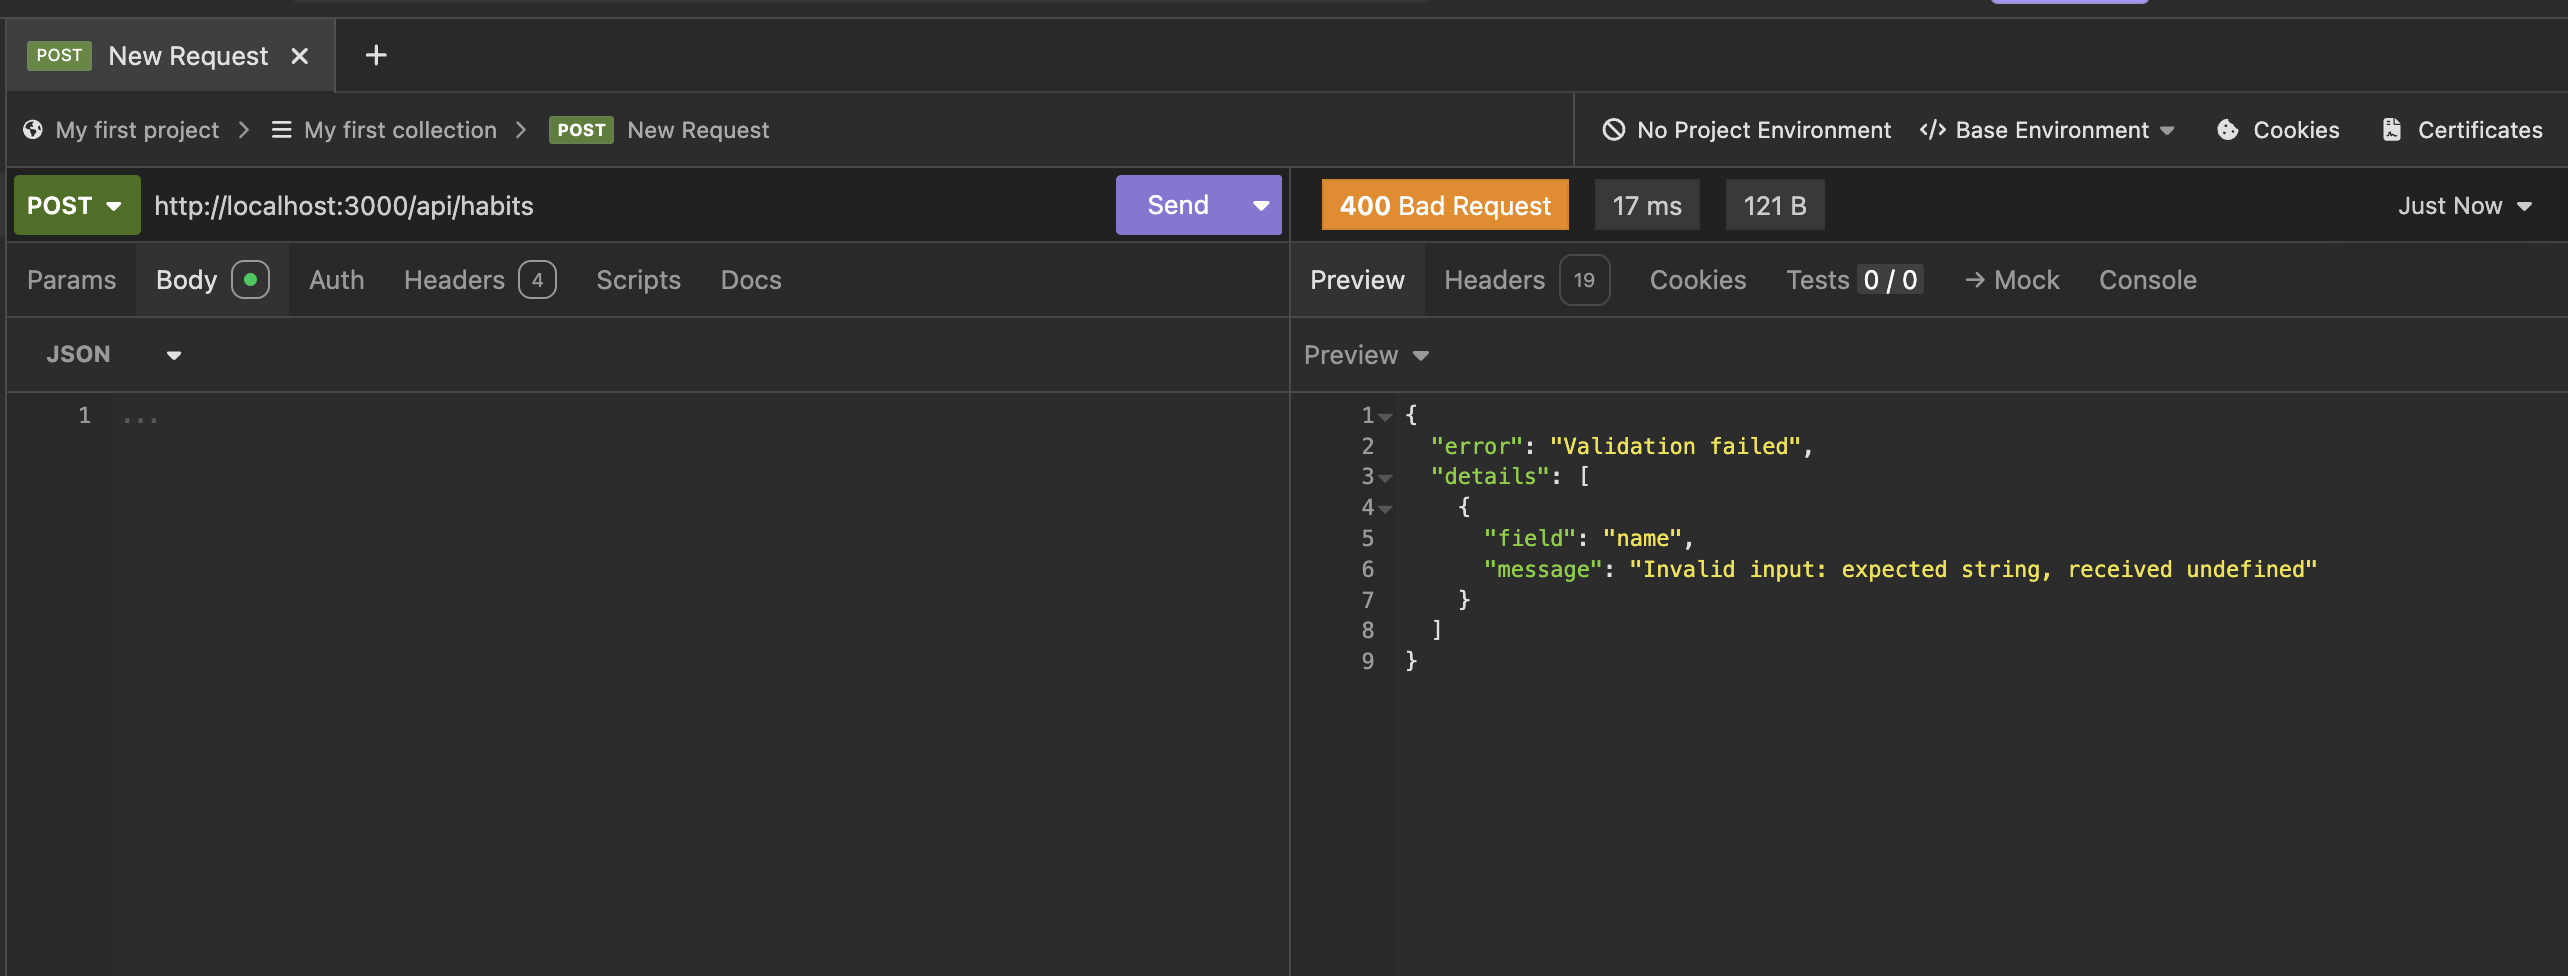 POST New Request
My first project > My first collection > POST New Request
No Project Environment </> Base Environment Cookies Certificates
POST http://localhost:3000/api/habits Send
400 Bad Request 17 ms 121 B Just Now
Params Body Auth Headers 4 Scripts Docs
Preview Headers 19 Cookies Tests 0 / 0 → Mock Console
JSON
Preview
1 ...
1 {
2 "error": "Validation failed",
3 "details": [
4 {
5 "field": "name",
6 "message": "Invalid input: expected string, received undefined"
7 }
8 ]
9 }